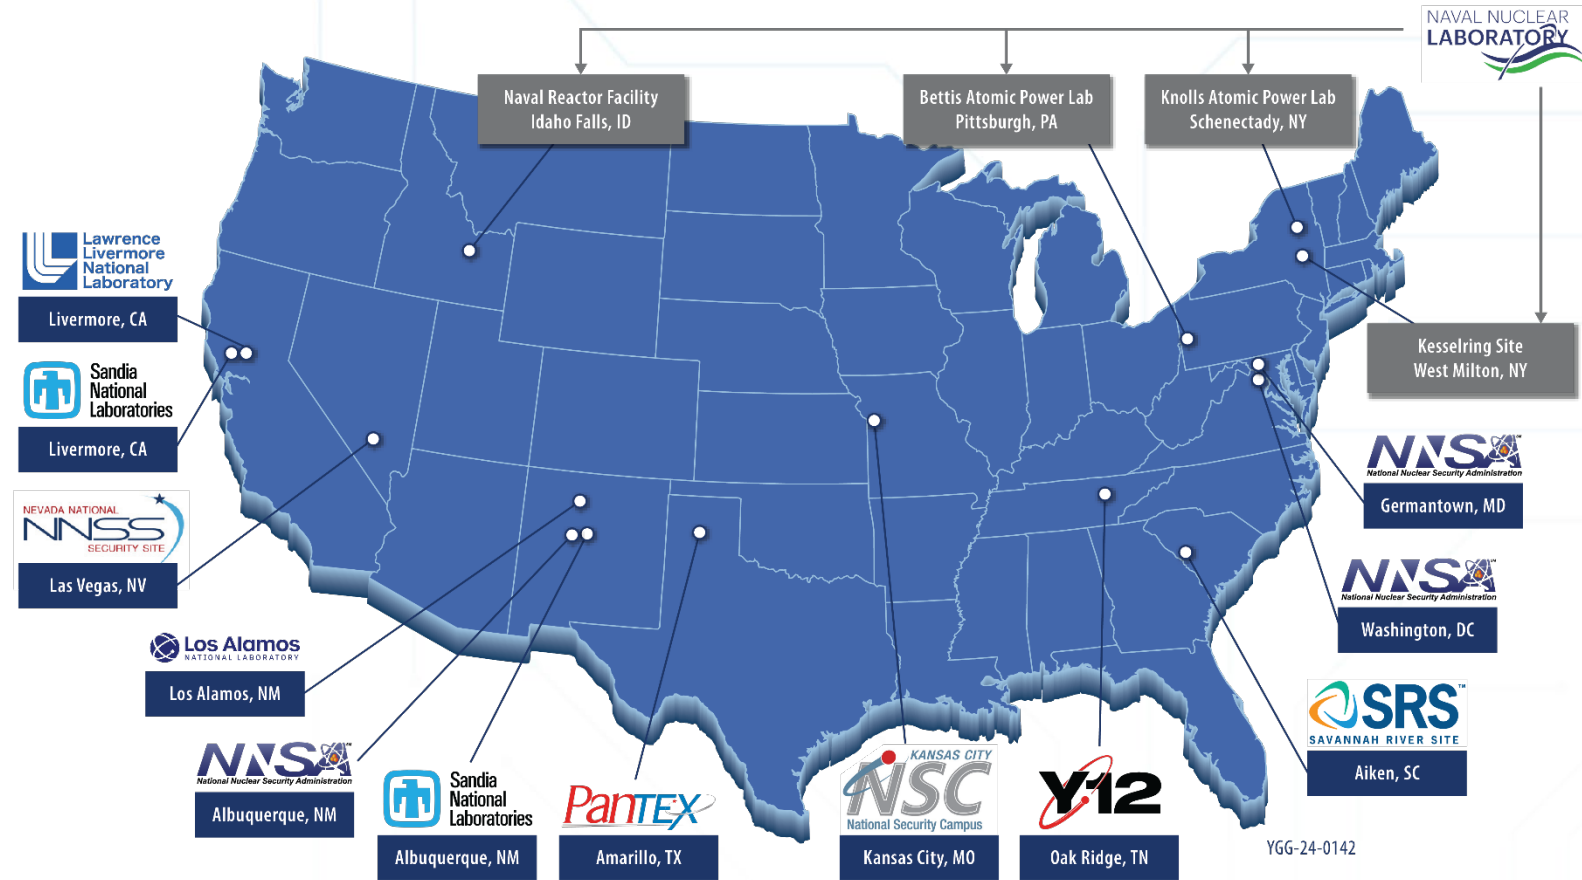 NAVAL NUCLEAR
LABORATORY
Naval Reactor Facility
Idaho Falls, ID
Bettis Atomic Power Lab
Pittsburgh, PA
Knolls Atomic Power Lab
Schenectady, NY
Kesselring Site
West Milton, NY
Lawrence
Livermore
National
Laboratory
Livermore, CA
Sandia
National
Laboratories
Livermore, CA
NEVADA NATIONAL
NNSS
SECURITY SITE
Las Vegas, NV
Los Alamos
NATIONAL LABORATORY
Los Alamos, NM
NNSA
National Nuclear Security Administration
Albuquerque, NM
Sandia
National
Laboratories
Albuquerque, NM
PANTEX
Amarillo, TX
KANSAS CITY
NSC
National Security Campus
Kansas City, MO
Y12
Oak Ridge, TN
NNSA
National Nuclear Security Administration
Germantown, MD
NNSA
National Nuclear Security Administration
Washington, DC
SRS™
SAVANNAH RIVER SITE
Aiken, SC
YGG-24-0142